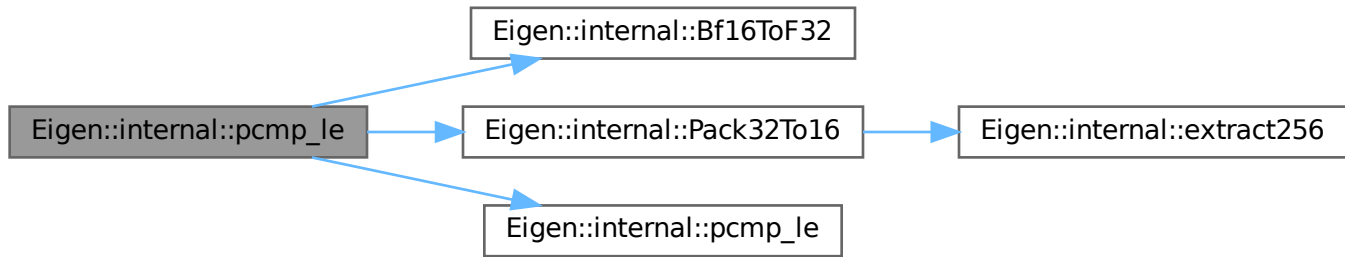 Eigen::internal::Bf16ToF32
Eigen::internal::pcmp_le
Eigen::internal::Pack32To16
Eigen::internal::extract256
Eigen::internal::pcmp_le